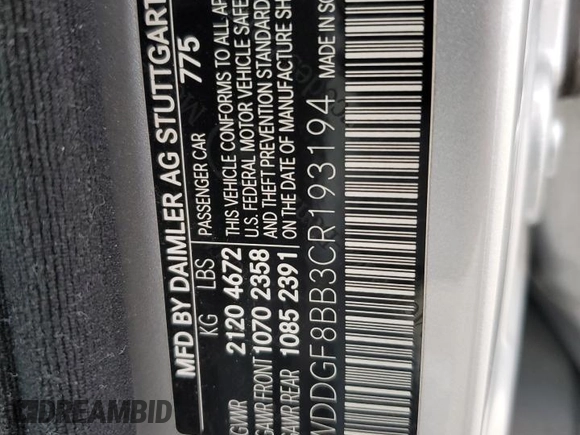 MFD BY DAIMLER AG STUTTGART
775
PASSENGER CAR
KG LBS
GVWR 2120 4672
GAWR FRONT 1070 2358
GAWR REAR 1085 2391
THIS VEHICLE CONFORMS TO ALL AP
U.S. FEDERAL MOTOR VEHICLE SAFE
AND THEFT PREVENTION STANDARD
ON THE DATE OF MANUFACTURE SH
WDDGF8BB3CR193194
MADE IN SO
DREAMBID